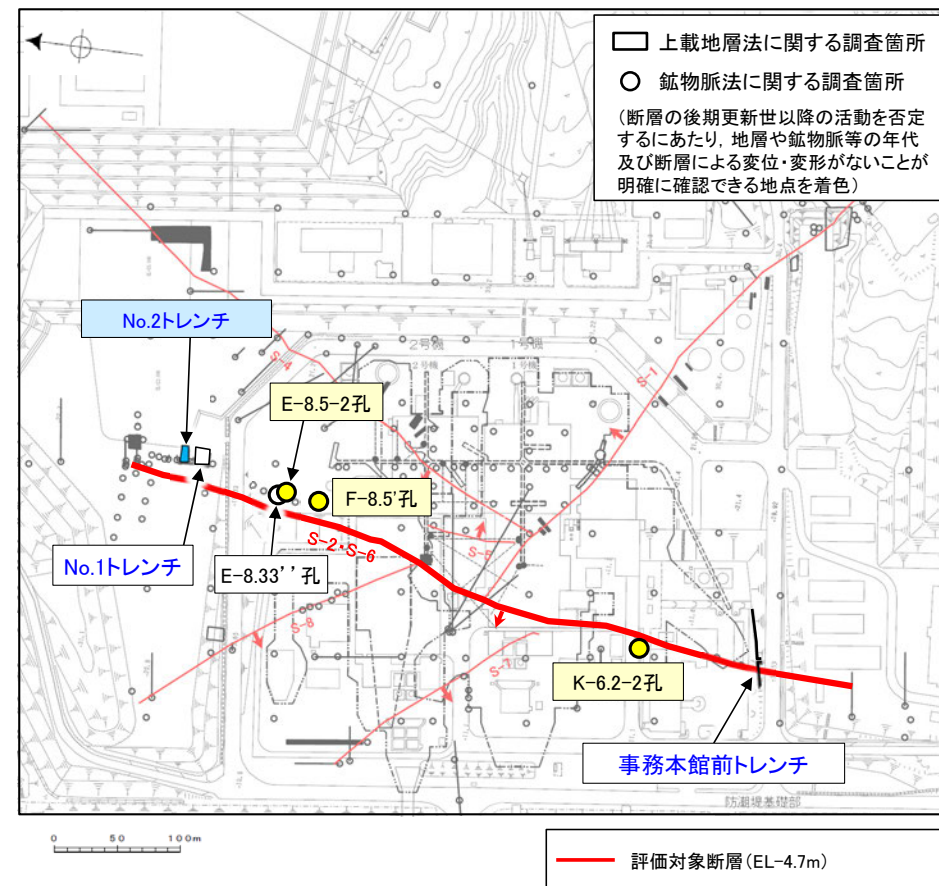 上載地層法に関する調査箇所
鉱物脈法に関する調査箇所
(断層の後期更新世以降の活動を否定
するにあたり，地層や鉱物脈等の年代
及び断層による変位・変形がないことが
明確に確認できる地点を着色)
No.2トレンチ
2号機
1号機
S-4
S-1
E-8.5-2孔
F-8.5'孔
No.1トレンチ
S-2・S-6
E-8.33''孔
S-5
S-8
S-7
K-6.2-2孔
事務本館前トレンチ
防潮堤基礎部
0 50 100m
評価対象断層(EL-4.7m)